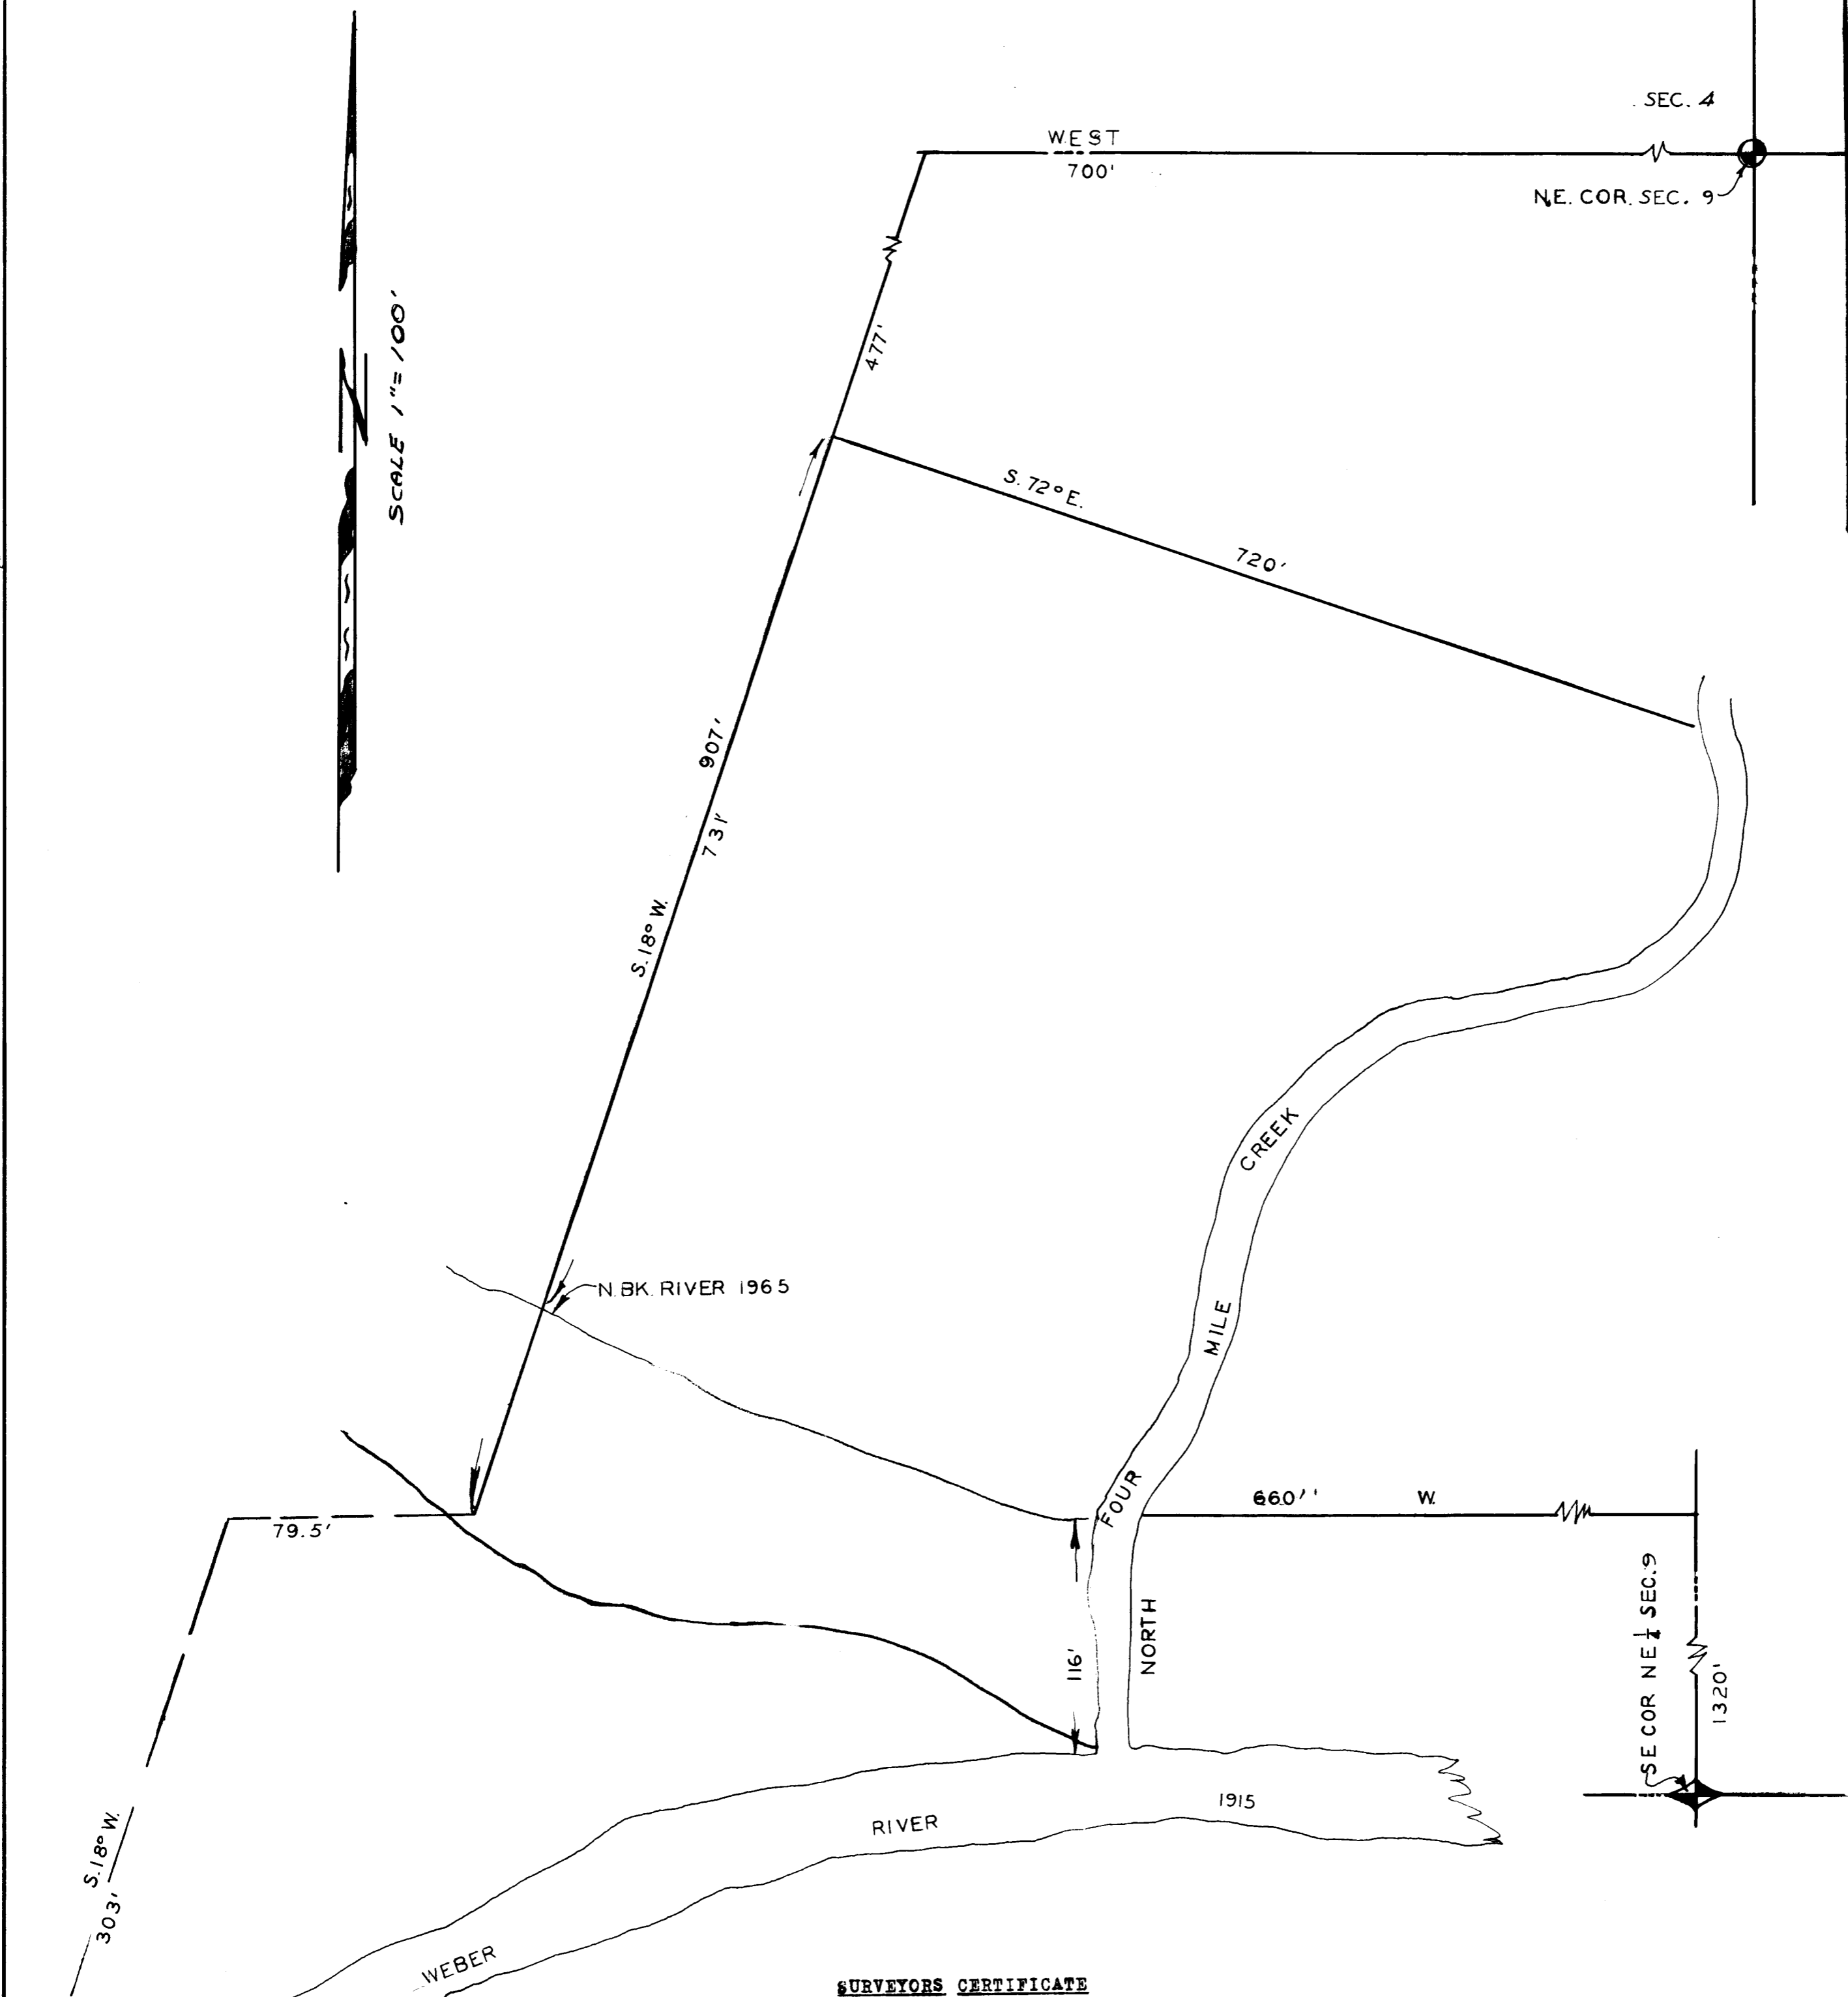 SEC. 4
WEST
700'
N.E. COR. SEC. 9
N
SCALE 1"= 100'
477'
S. 72° E.
720'
907'
731'
S. 18° W.
CREEK
MILE
FOUR
N. BK. RIVER 1965
660''
W.
79.5'
116'
NORTH
SE COR NE 1/4 SEC. 9
1320'
1915
RIVER
WEBER
S. 18° W.
303'
SURVEYORS CERTIFICATE